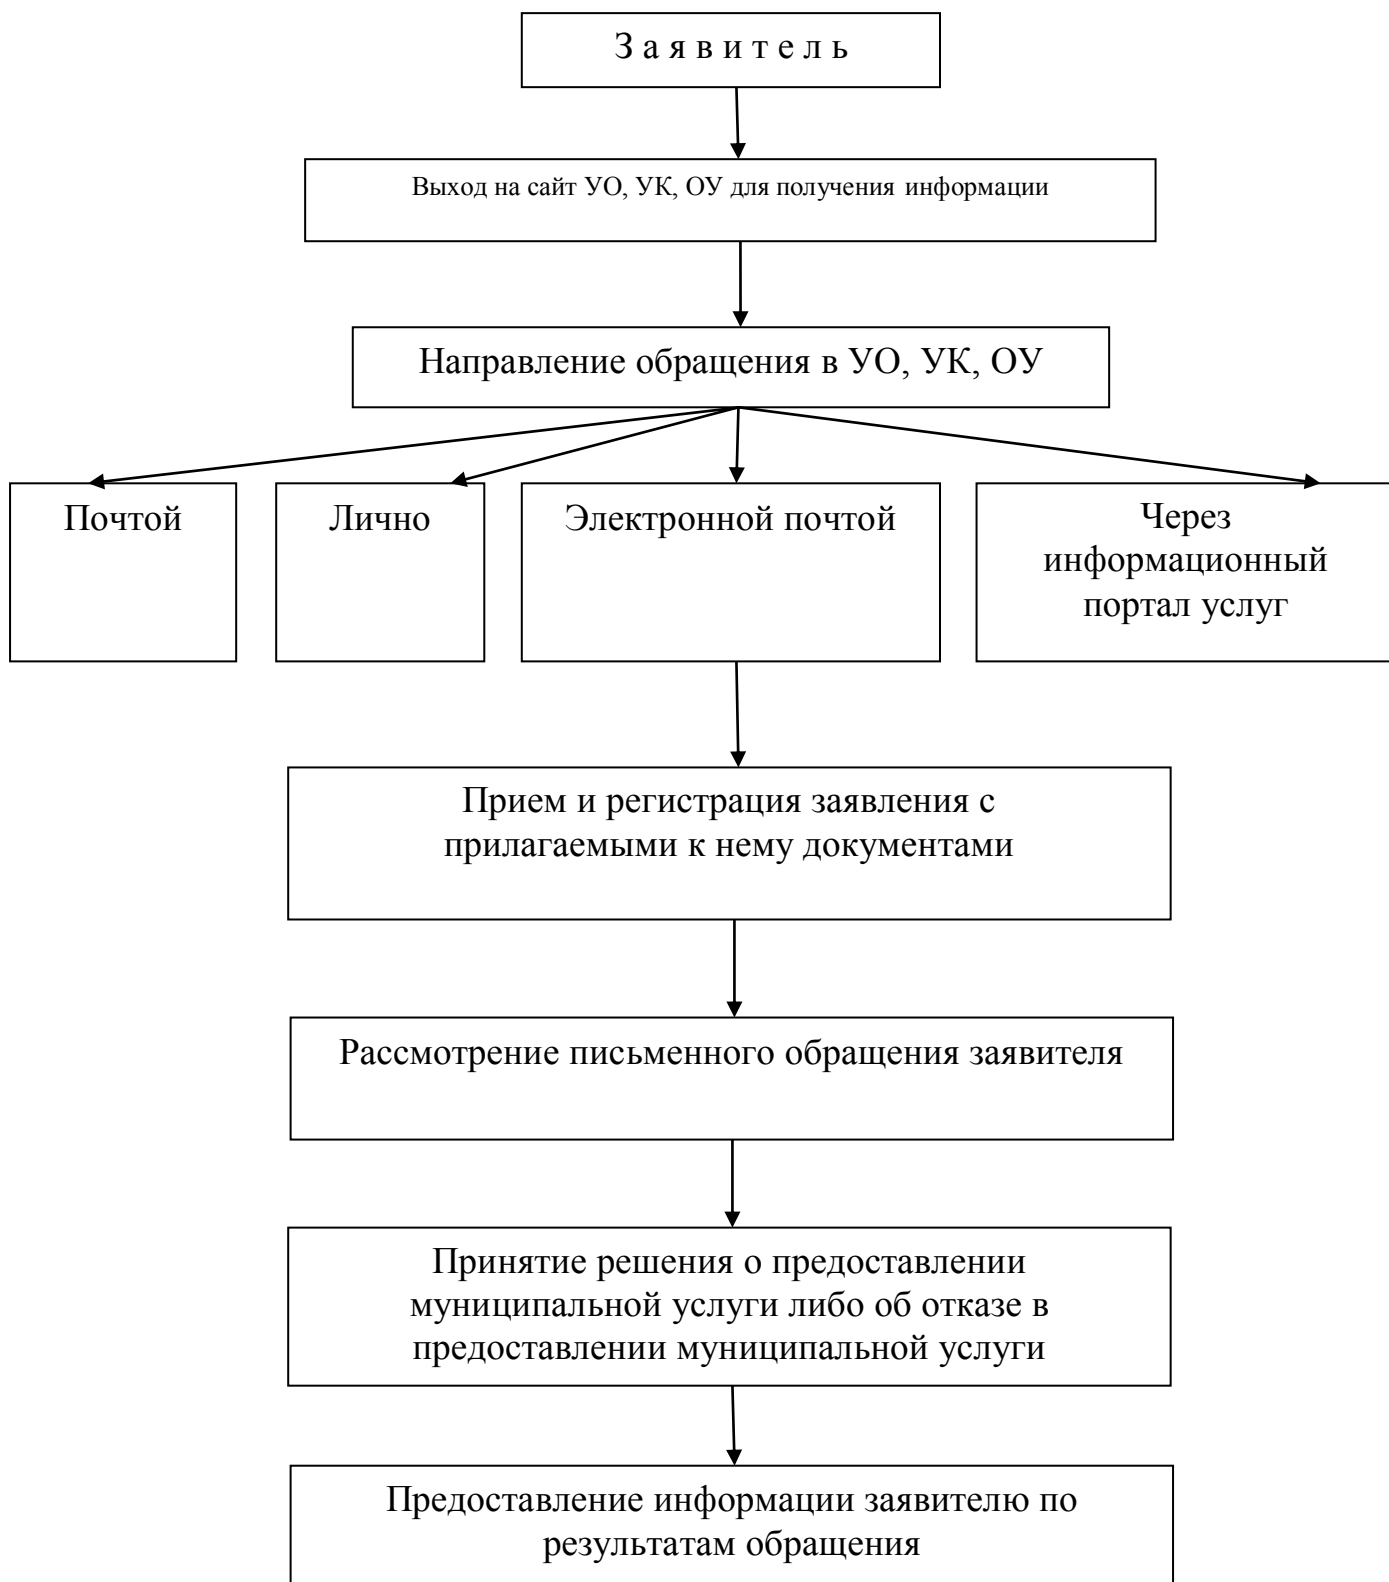 З а я в и т е л ь
Выход на сайт УО, УК, ОУ для получения информации
Направление обращения в УО, УК, ОУ
Почтой
Лично
Электронной почтой
Через
информационный
портал услуг
Прием и регистрация заявления с
прилагаемыми к нему документами
Рассмотрение письменного обращения заявителя
Принятие решения о предоставлении
муниципальной услуги либо об отказе в
предоставлении муниципальной услуги
Предоставление информации заявителю по
результатам обращения